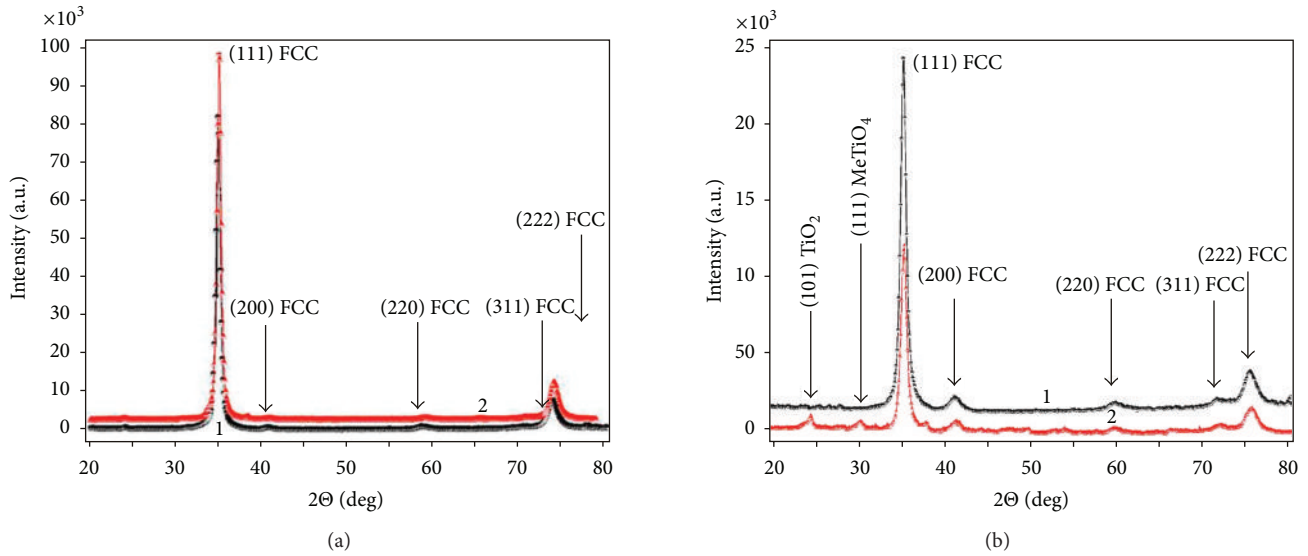 ×10³
100
90
80
70
60
50
40
30
20
10
0
Intensity (a.u.)
(111) FCC
(200) FCC
(220) FCC
(311) FCC
(222) FCC
1
2
20
30
40
50
60
70
80
2Θ (deg)
(a)
×10³
25
20
15
10
50
0
Intensity (a.u.)
(101) TiO₂
(111) MeTiO₄
(111) FCC
(200) FCC
(220) FCC
(311) FCC
(222) FCC
1
2
20
30
40
50
60
70
80
2Θ (deg)
(b)